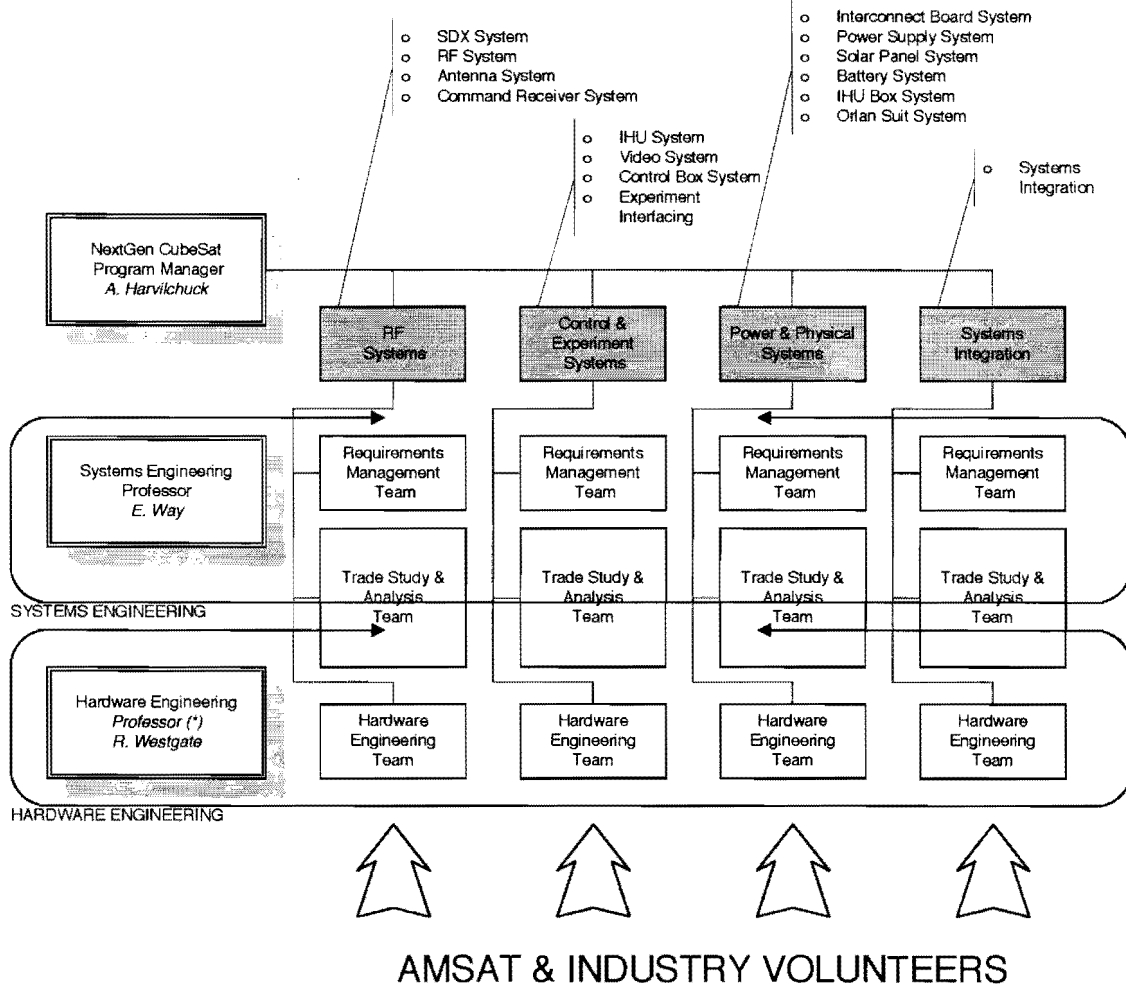 o SDX System
o RF System
o Antenna System
o Command Receiver System
o Interconnect Board System
o Power Supply System
o Solar Panel System
o Battery System
o IHU Box System
o Orlan Suit System
o IHU System
o Video System
o Control Box System
o Experiment
Interfacing
o Systems
Integration
NextGen CubeSat
Program Manager
A. Harvilchuck
RF
Systems
Control &
Experiment
Systems
Power & Physical
Systems
Systems
Integration
Systems Engineering
Professor
E. Way
Requirements
Management
Team
Requirements
Management
Team
Requirements
Management
Team
Requirements
Management
Team
Trade Study &
Analysis
Team
Trade Study &
Analysis
Team
Trade Study &
Analysis
Team
Trade Study &
Analysis
Team
SYSTEMS ENGINEERING
Hardware Engineering
Professor (*)
R. Westgate
Hardware
Engineering
Team
Hardware
Engineering
Team
Hardware
Engineering
Team
Hardware
Engineering
Team
HARDWARE ENGINEERING
AMSAT & INDUSTRY VOLUNTEERS